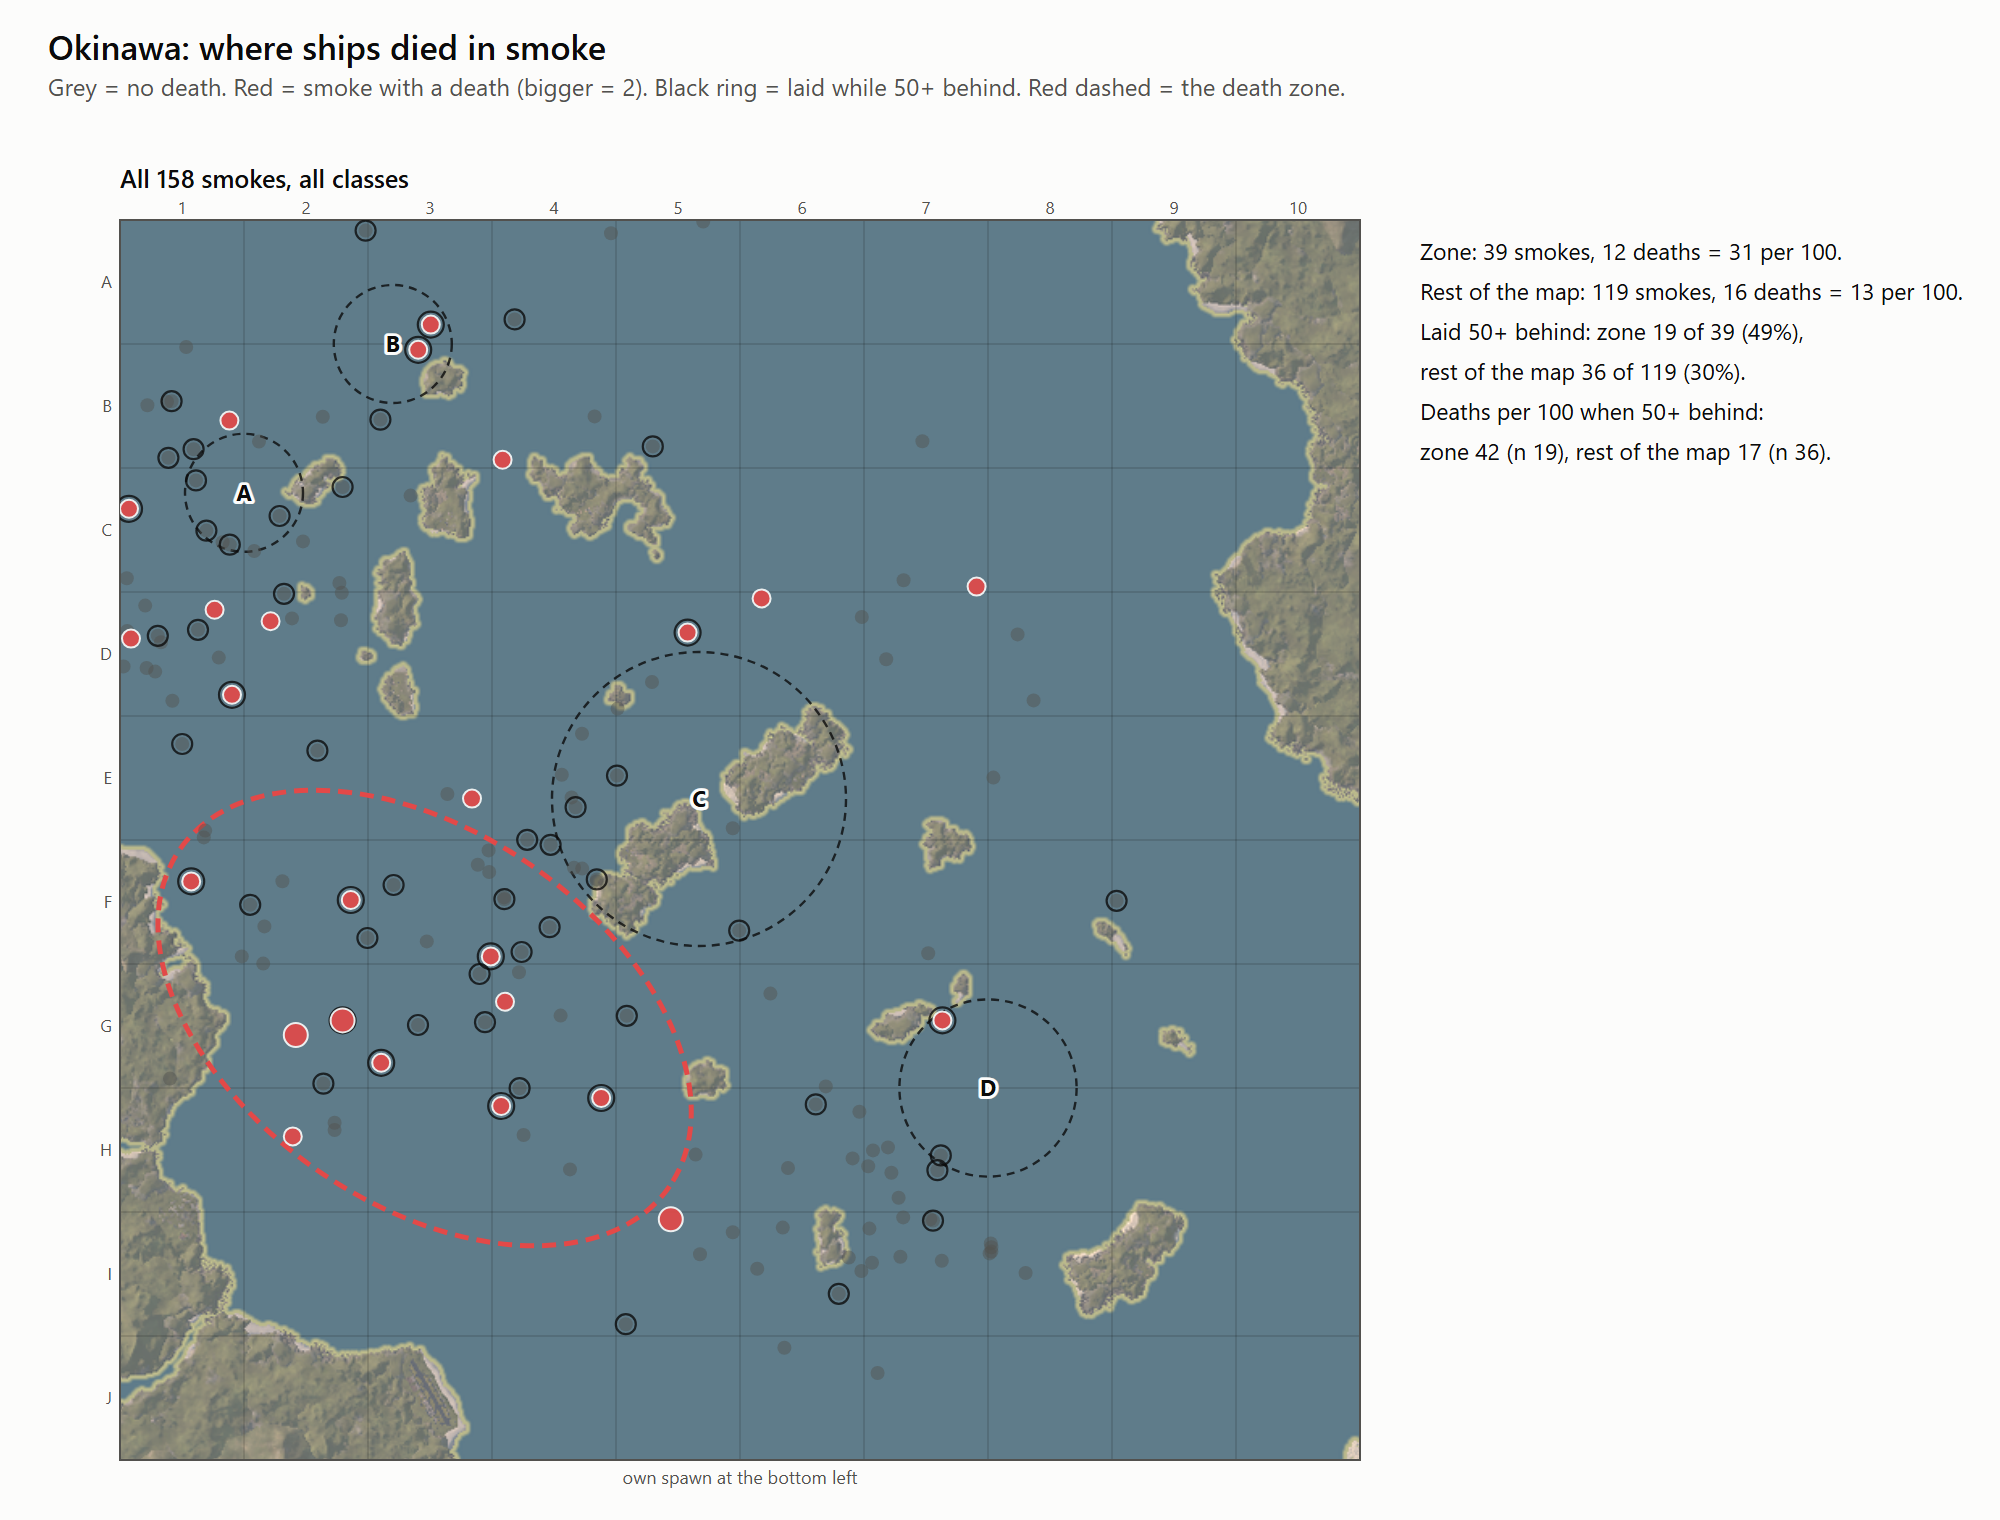 Okinawa: where ships died in smoke
Grey = no death. Red = smoke with a death (bigger = 2). Black ring = laid while 50+ behind. Red dashed = the death zone.
All 158 smokes, all classes
1 2 3 4 5 6 7 8 9 10
A
B
C
D
E
F
G
H
I
J
B
A
C
D
own spawn at the bottom left
Zone: 39 smokes, 12 deaths = 31 per 100.
Rest of the map: 119 smokes, 16 deaths = 13 per 100.
Laid 50+ behind: zone 19 of 39 (49%),
rest of the map 36 of 119 (30%).
Deaths per 100 when 50+ behind:
zone 42 (n 19), rest of the map 17 (n 36).